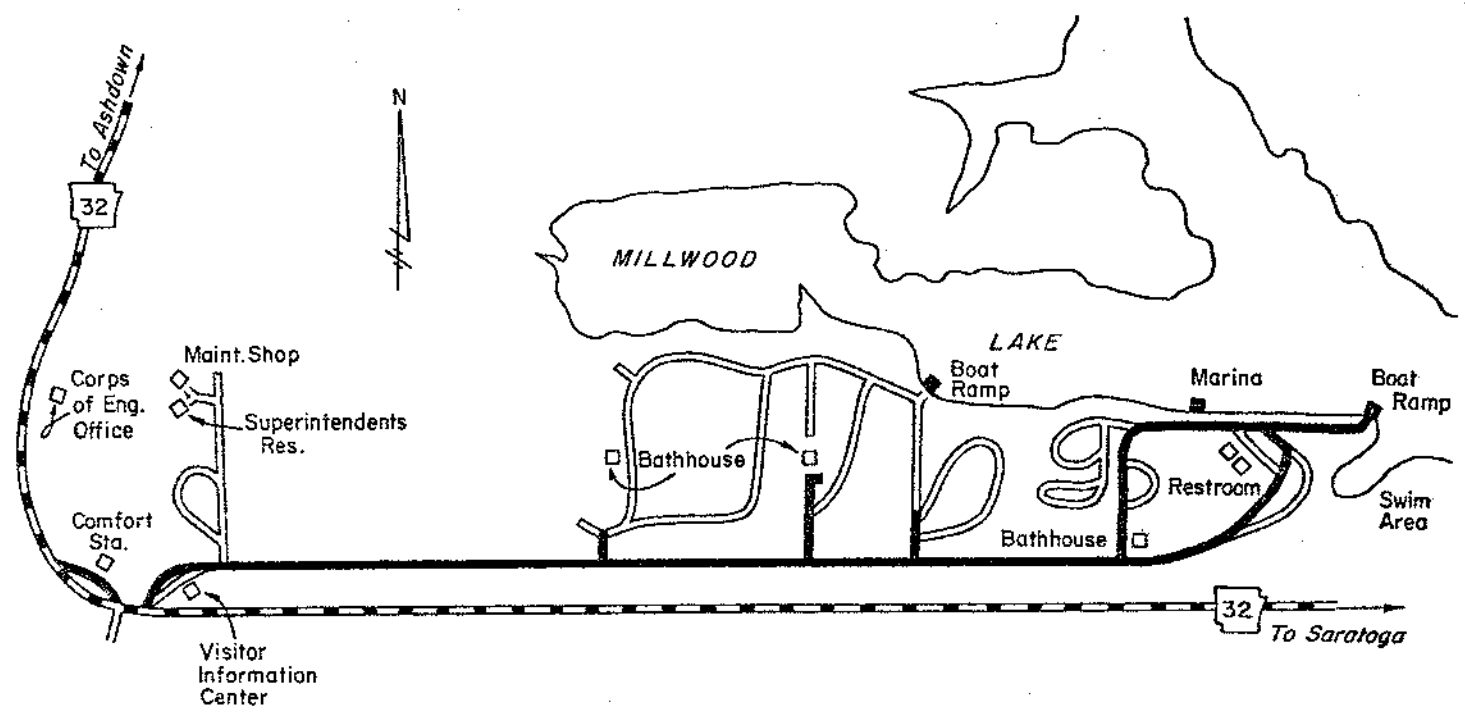 To Ashdown
32
N
MILLWOOD
LAKE
Maint. Shop
Corps
of Eng.
Office
Superintendents
Res.
Boat
Ramp
Marina
Boat
Ramp
Bathhouse
Restroom
Swim
Area
Comfort
Sta.
Bathhouse
32
To Saratoga
Visitor
Information
Center